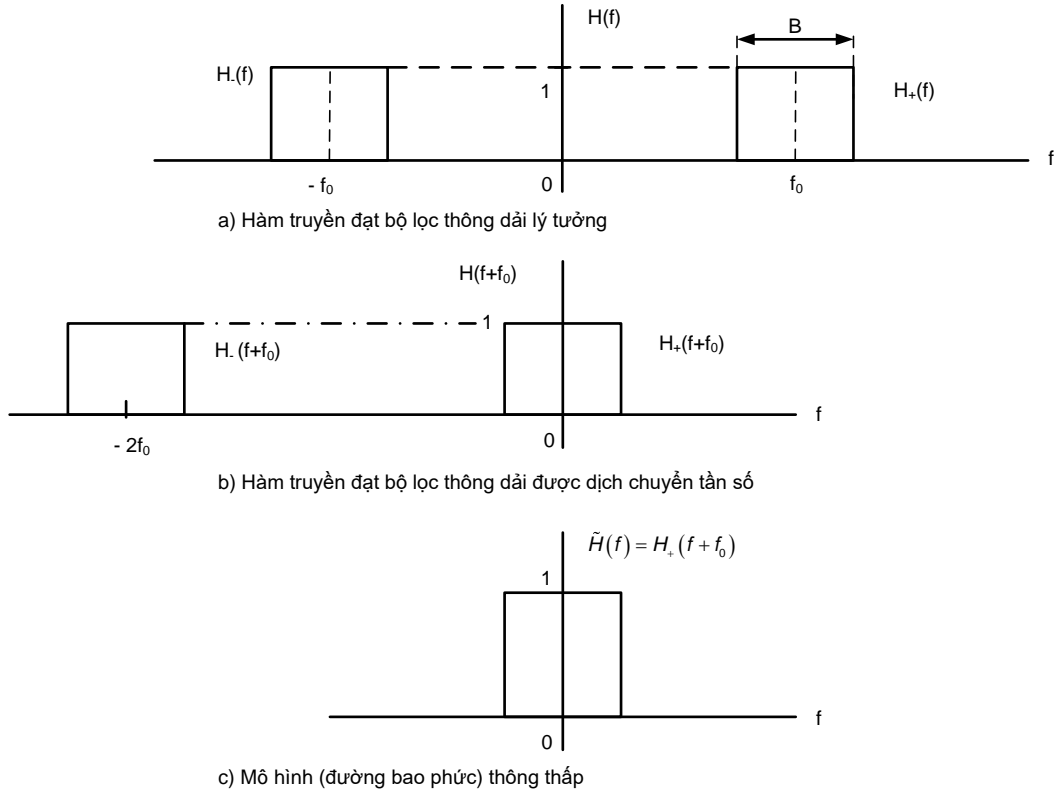 H(f)
B
H-(f)
1
H+(f)
f
- f0
0
f0
a) Hàm truyền đạt bộ lọc thông dải lý tưởng
H(f+f0)
1
H- (f+f0)
H+(f+f0)
f
- 2f0
0
b) Hàm truyền đạt bộ lọc thông dải được dịch chuyển tần số
H̃(f) = H+(f + f0)
1
f
0
c) Mô hình (đường bao phức) thông thấp